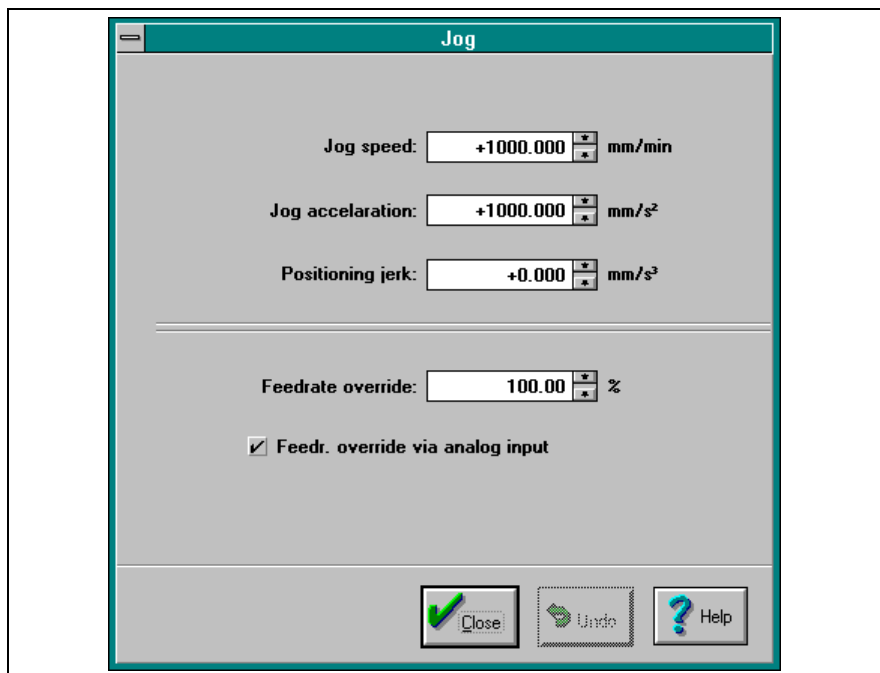 Jog
Jog speed: +1000.000 mm/min
Jog accelaration: +1000.000 mm/s²
Positioning jerk: +0.000 mm/s³
Feedrate override: 100.00 %
Feedr. override via analog input
Close Undo Help